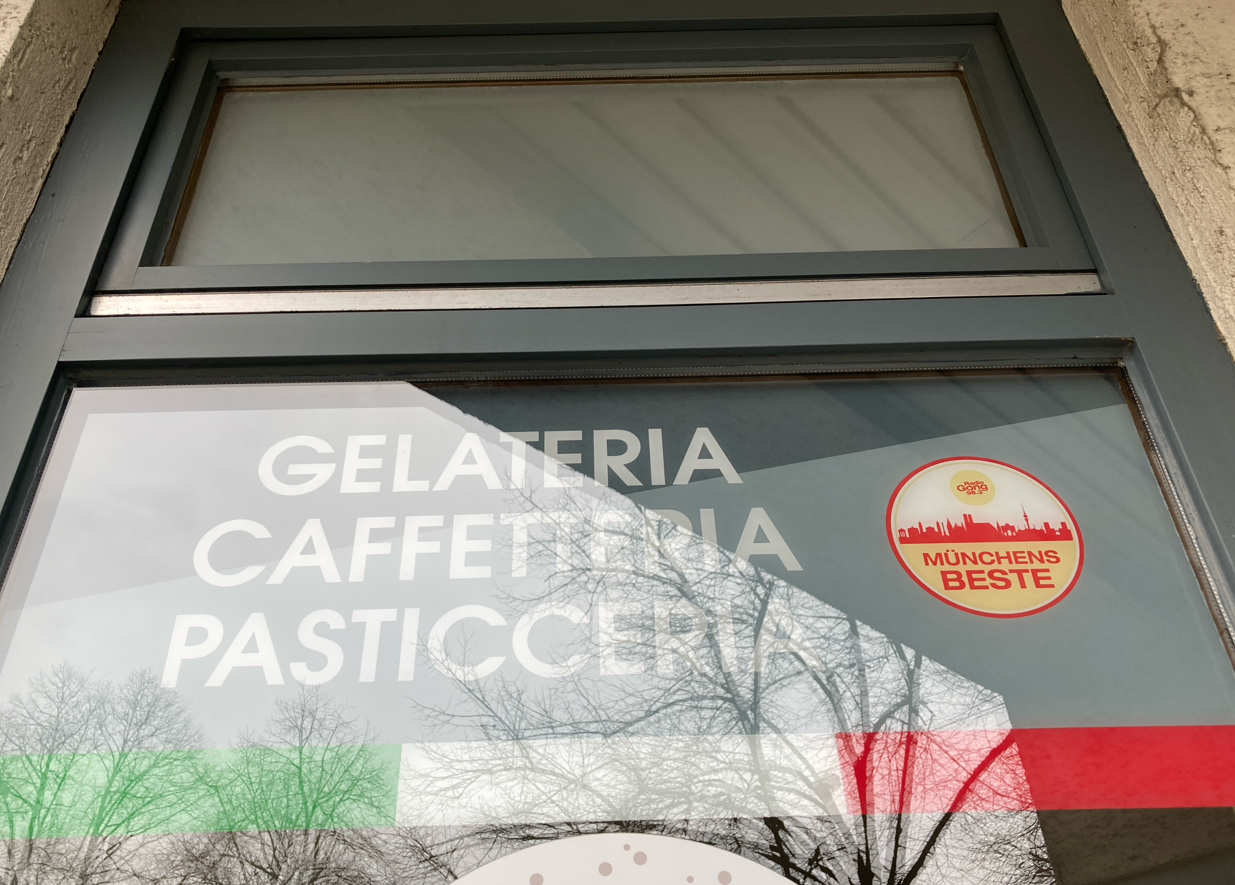 GELATERIA
CAFFETTERIA
PASTICCERIA
Radio
Gong
96.3
MÜNCHENS
BESTE